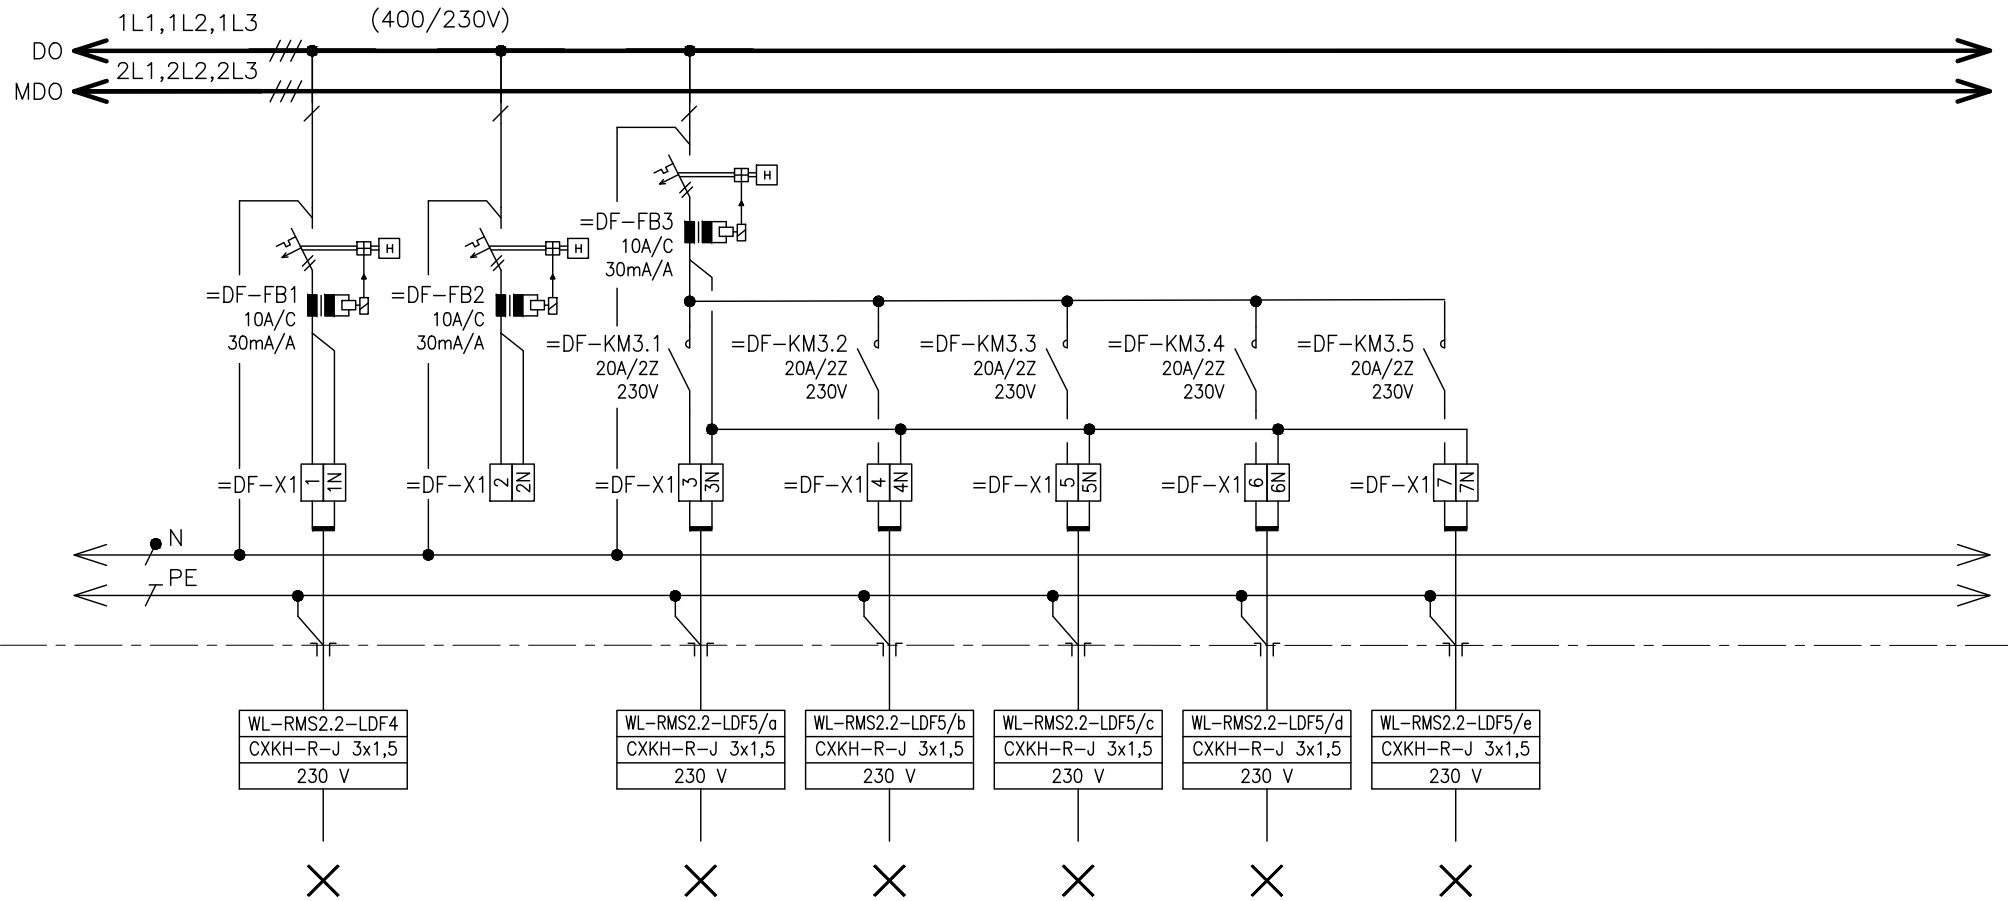 1L1,1L2,1L3 (400/230V)
DO
2L1,2L2,2L3
MDO
H
H
H
=DF-FB1
10A/C
30mA/A
=DF-FB2
10A/C
30mA/A
=DF-FB3
10A/C
30mA/A
=DF-KM3.1
20A/2Z
230V
=DF-KM3.2
20A/2Z
230V
=DF-KM3.3
20A/2Z
230V
=DF-KM3.4
20A/2Z
230V
=DF-KM3.5
20A/2Z
230V
=DF-X1 1 1N
=DF-X1 2 2N
=DF-X1 3 3N
=DF-X1 4 4N
=DF-X1 5 5N
=DF-X1 6 6N
=DF-X1 7 7N
N
PE
WL-RMS2.2-LDF4
CXKH-R-J 3x1,5
230 V
WL-RMS2.2-LDF5/a
CXKH-R-J 3x1,5
230 V
WL-RMS2.2-LDF5/b
CXKH-R-J 3x1,5
230 V
WL-RMS2.2-LDF5/c
CXKH-R-J 3x1,5
230 V
WL-RMS2.2-LDF5/d
CXKH-R-J 3x1,5
230 V
WL-RMS2.2-LDF5/e
CXKH-R-J 3x1,5
230 V